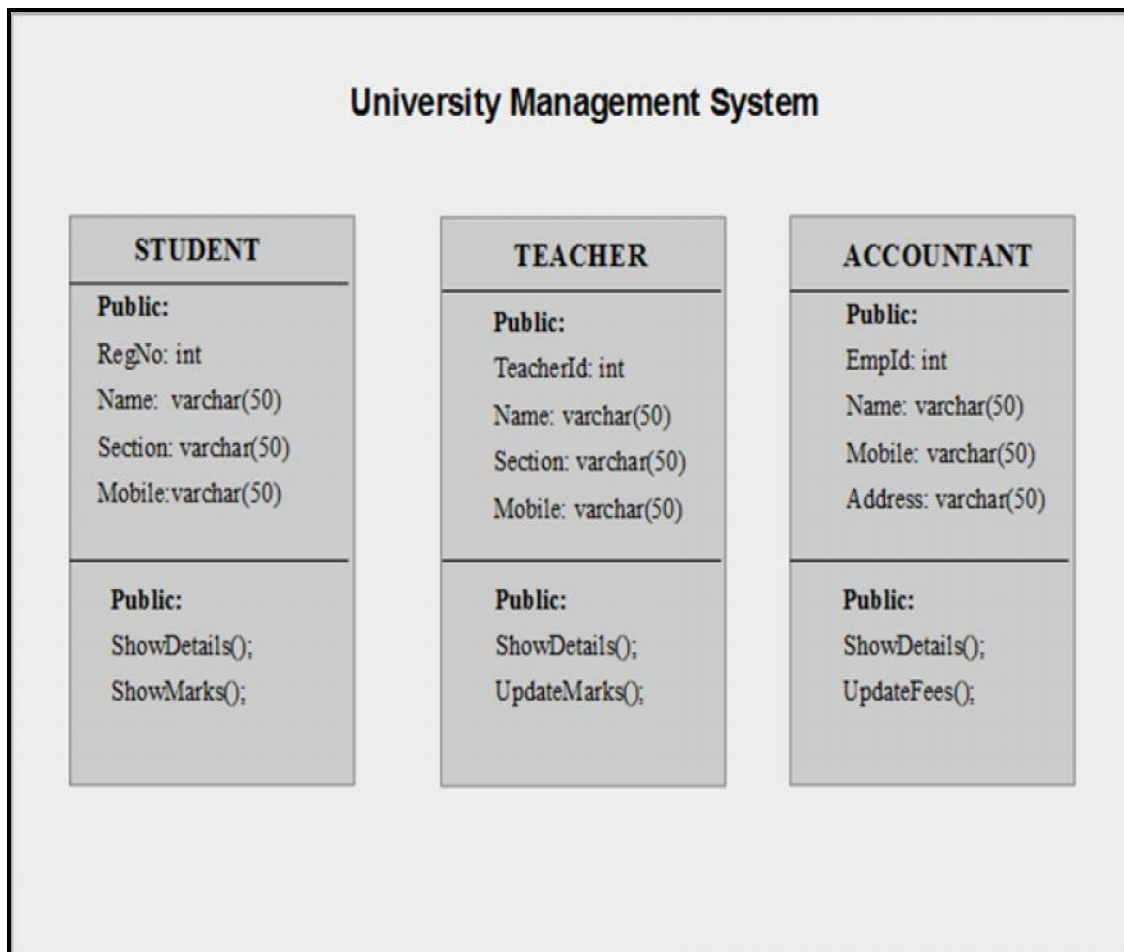 University Management System
STUDENT
Public:
RegNo: int
Name: varchar(50)
Section: varchar(50)
Mobile:varchar(50)
Public:
ShowDetails();
ShowMarks();
TEACHER
Public:
TeacherId: int
Name: varchar(50)
Section: varchar(50)
Mobile: varchar(50)
Public:
ShowDetails();
UpdateMarks();
ACCOUNTANT
Public:
EmpId: int
Name: varchar(50)
Mobile: varchar(50)
Address: varchar(50)
Public:
ShowDetails();
UpdateFees();